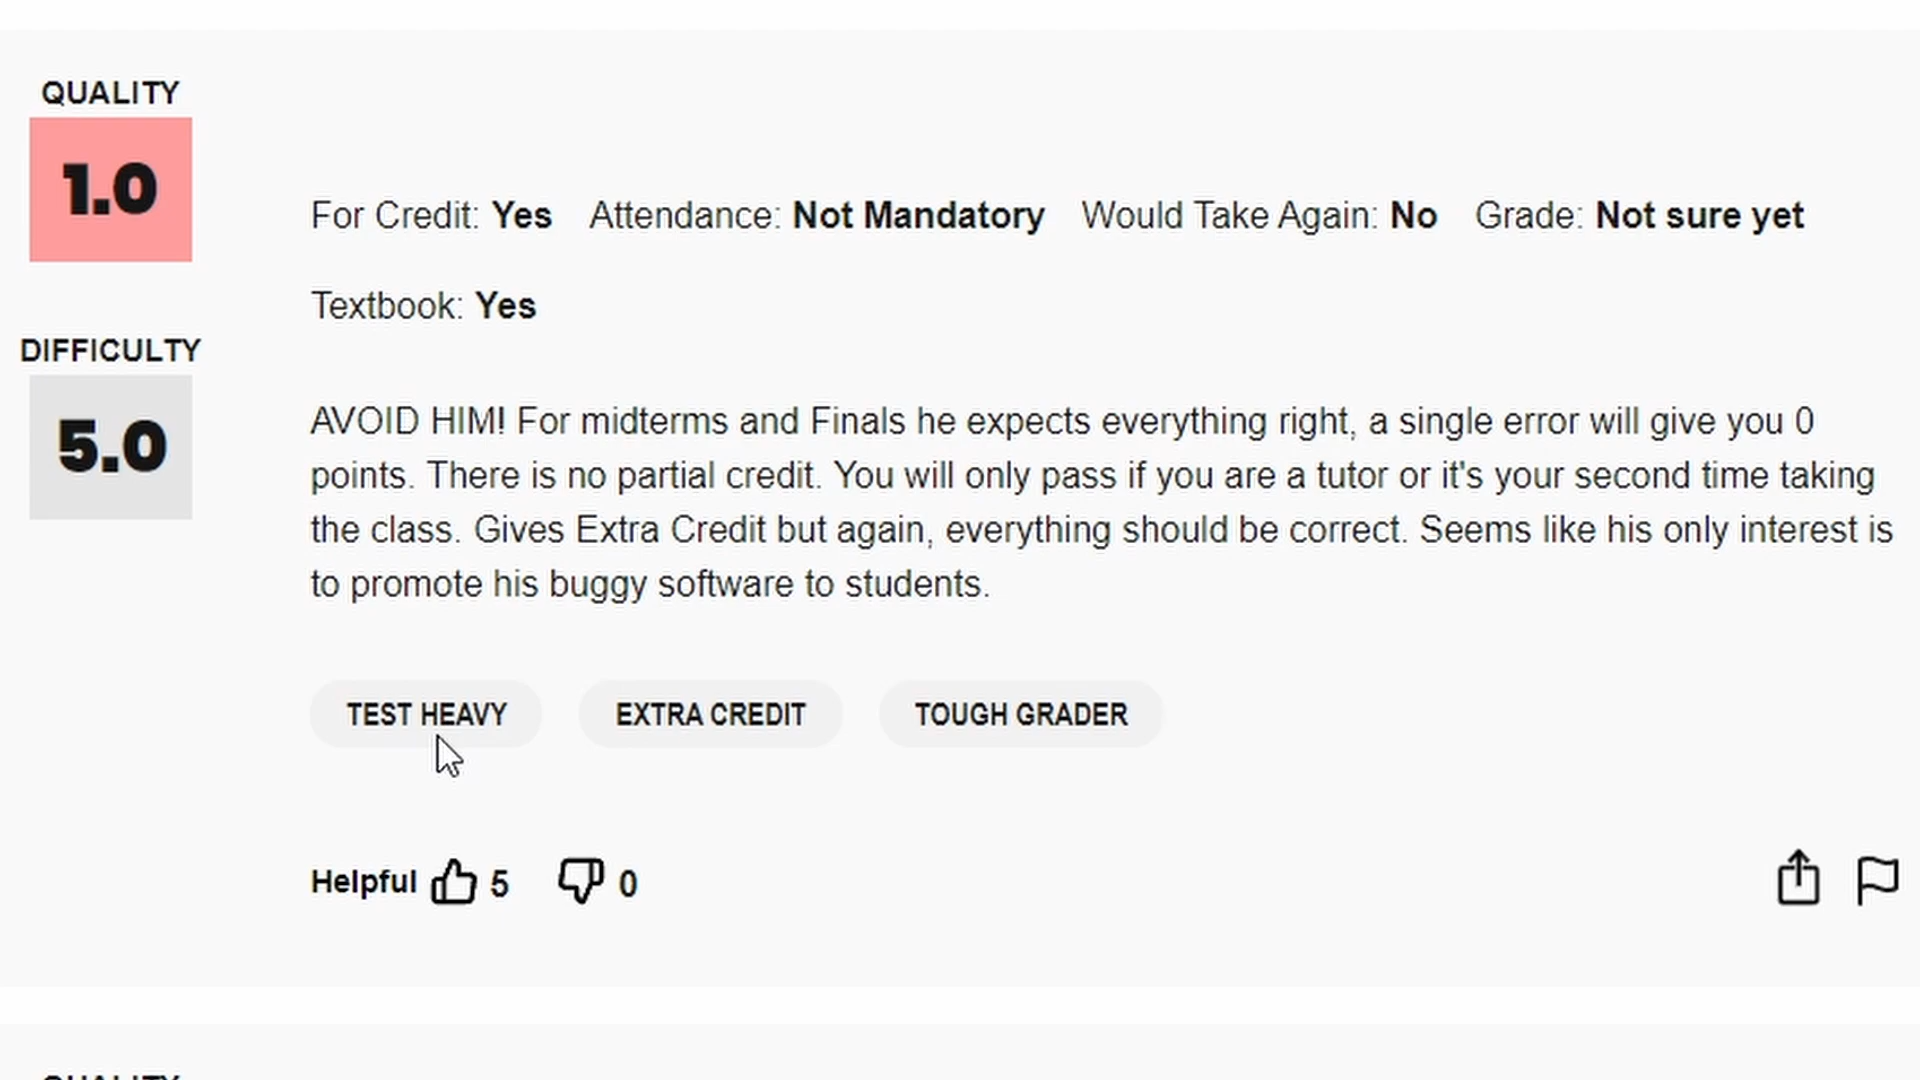 QUALITY
1.0
For Credit: Yes Attendance: Not Mandatory Would Take Again: No Grade: Not sure yet
Textbook: Yes
DIFFICULTY
5.0
AVOID HIM! For midterms and Finals he expects everything right, a single error will give you 0
points. There is no partial credit. You will only pass if you are a tutor or it's your second time taking
the class. Gives Extra Credit but again, everything should be correct. Seems like his only interest is
to promote his buggy software to students.
TEST HEAVY EXTRA CREDIT TOUGH GRADER
Helpful 5 0
QUALITY